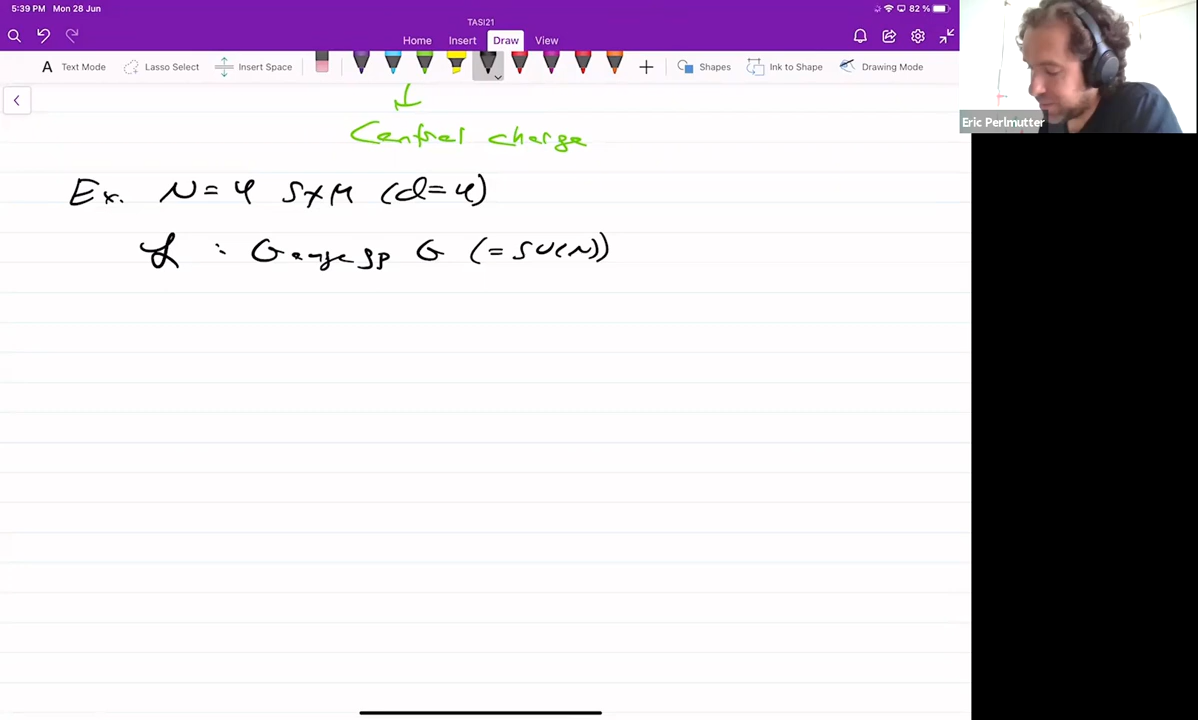 5:39 PM Mon 28 Jun
82 %
TASI21
Home Insert Draw View
Text Mode Lasso Select Insert Space Shapes Ink to Shape Drawing Mode
Eric Perlmutter
Central charge
Ex. N=4 SYM (d=4)
L : Gauge gp G (= SU(N))